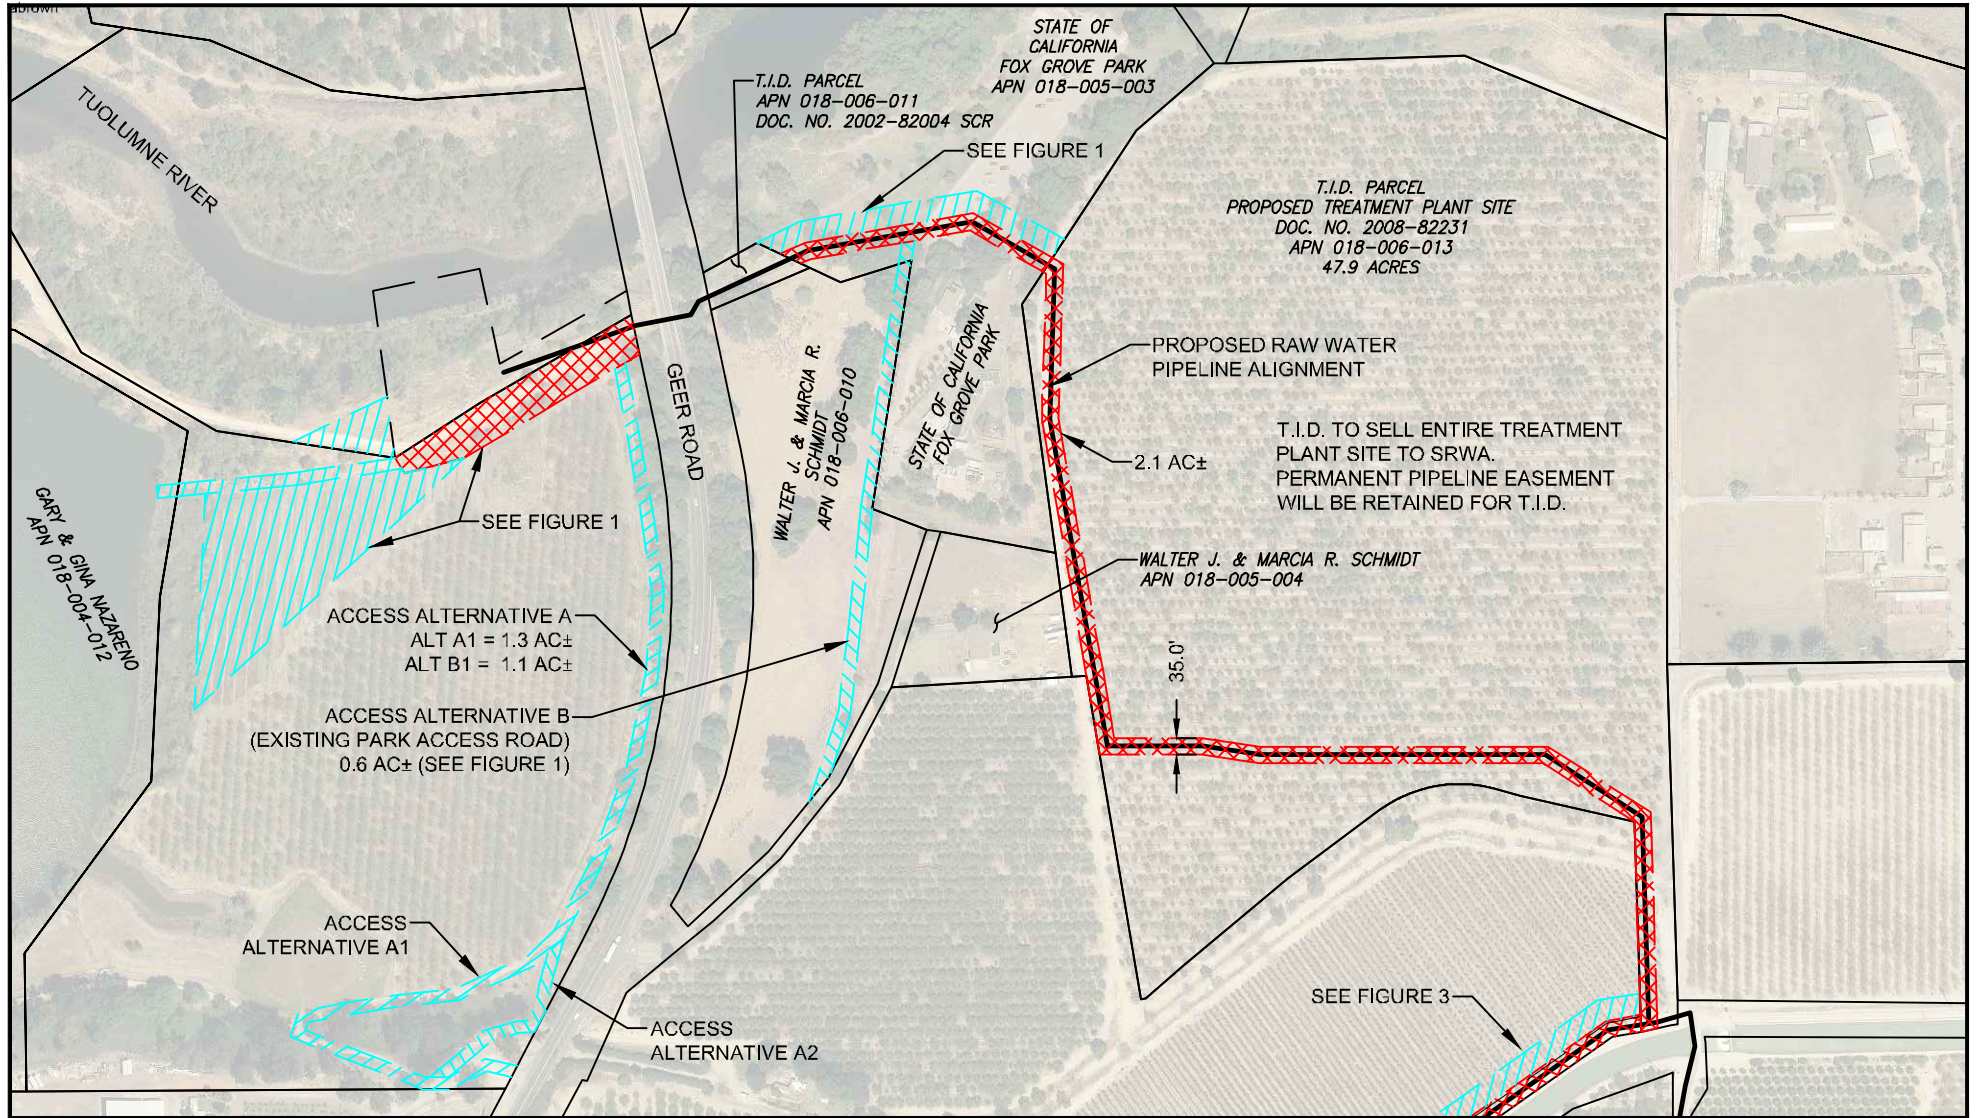 abrown
STATE OF
CALIFORNIA
FOX GROVE PARK
APN 018-005-003
T.I.D. PARCEL
APN 018-006-011
DOC. NO. 2002-82004 SCR
TUOLUMNE RIVER
SEE FIGURE 1
T.I.D. PARCEL
PROPOSED TREATMENT PLANT SITE
DOC. NO. 2008-82231
APN 018-006-013
47.9 ACRES
PROPOSED RAW WATER
PIPELINE ALIGNMENT
GEER ROAD
WALTER J. & MARCIA R.
SCHMIDT
APN 018-006-010
STATE OF CALIFORNIA
FOX GROVE PARK
T.I.D. TO SELL ENTIRE TREATMENT
PLANT SITE TO SRWA.
PERMANENT PIPELINE EASEMENT
WILL BE RETAINED FOR T.I.D.
2.1 AC±
GARY & GINA NAZARENO
APN 018-004-012
SEE FIGURE 1
WALTER J. & MARCIA R. SCHMIDT
APN 018-005-004
ACCESS ALTERNATIVE A
ALT A1 = 1.3 AC±
ALT B1 = 1.1 AC±
35.0'
ACCESS ALTERNATIVE B
(EXISTING PARK ACCESS ROAD)
0.6 AC± (SEE FIGURE 1)
ACCESS
ALTERNATIVE A1
SEE FIGURE 3
ACCESS
ALTERNATIVE A2